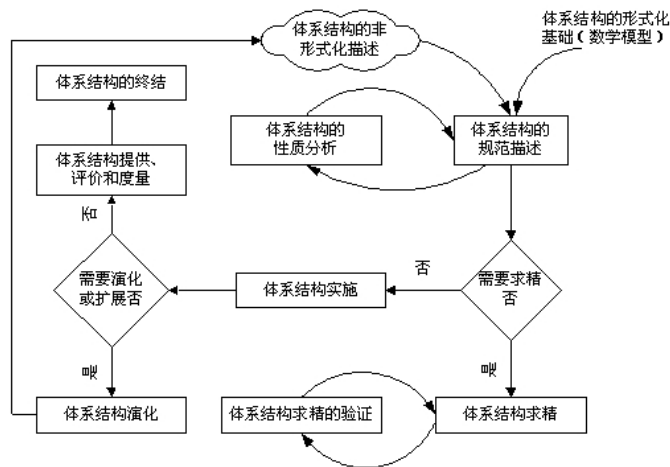 体系结构的非
形式化描述
体系结构的形式化
基础(数学模型)
体系结构的终结
体系结构的
性质分析
体系结构的
规范描述
体系结构提供、
评价和度量
否
需要演化
或扩展否
体系结构实施
否
需要求精
否
是
是
体系结构演化
体系结构求精的验证
体系结构求精